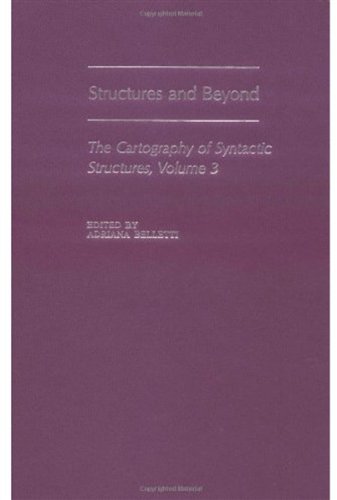 Structures and Beyond
The Cartography of Syntactic
Structures, Volume 3
EDITED BY
ADRIANA BELLETTI